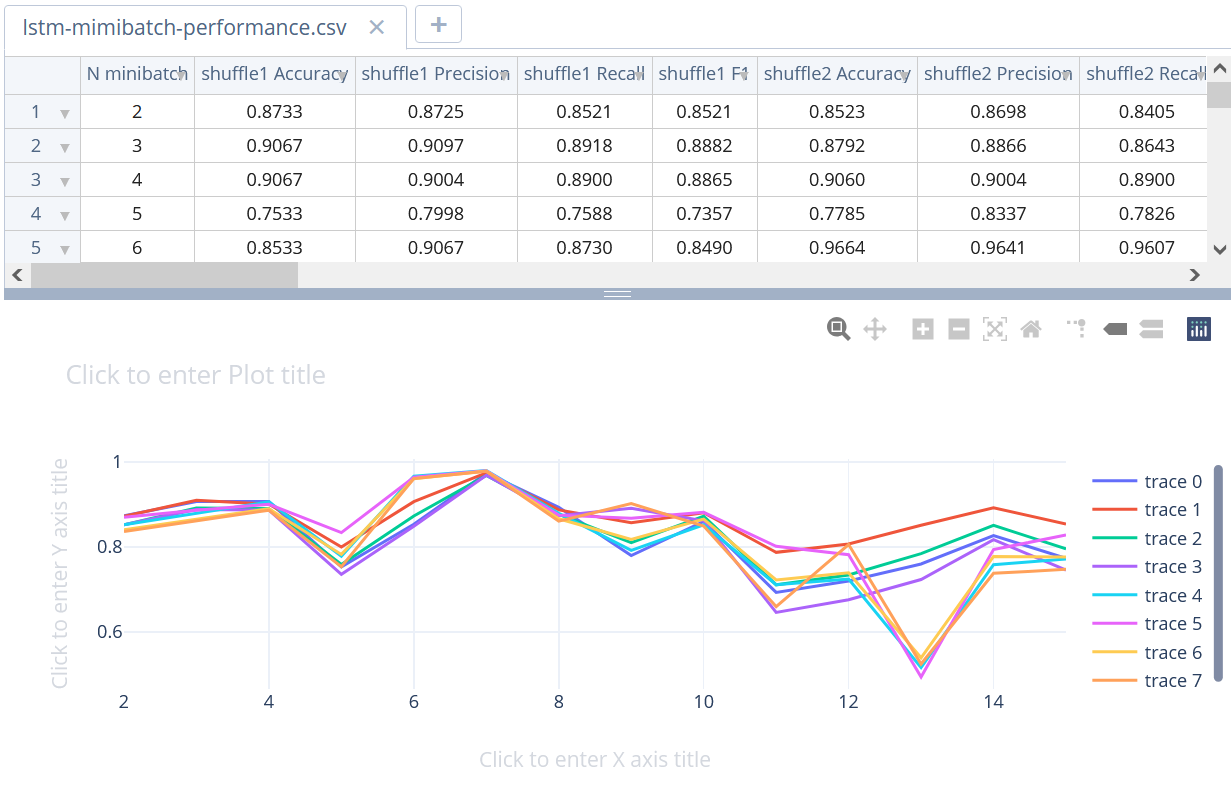 lstm-mimibatch-performance.csv
N minibatch shuffle1 Accuracy shuffle1 Precision shuffle1 Recall shuffle1 F1 shuffle2 Accuracy shuffle2 Precision shuffle2 Recall
1 2 0.8733 0.8725 0.8521 0.8521 0.8523 0.8698 0.8405
2 3 0.9067 0.9097 0.8918 0.8882 0.8792 0.8866 0.8643
3 4 0.9067 0.9004 0.8900 0.8865 0.9060 0.9004 0.8900
4 5 0.7533 0.7998 0.7588 0.7357 0.7785 0.8337 0.7826
5 6 0.8533 0.9067 0.8730 0.8490 0.9664 0.9641 0.9607
Click to enter Plot title
Click to enter Y axis title
1
0.8
0.6
2 4 6 8 10 12 14
Click to enter X axis title
trace 0
trace 1
trace 2
trace 3
trace 4
trace 5
trace 6
trace 7